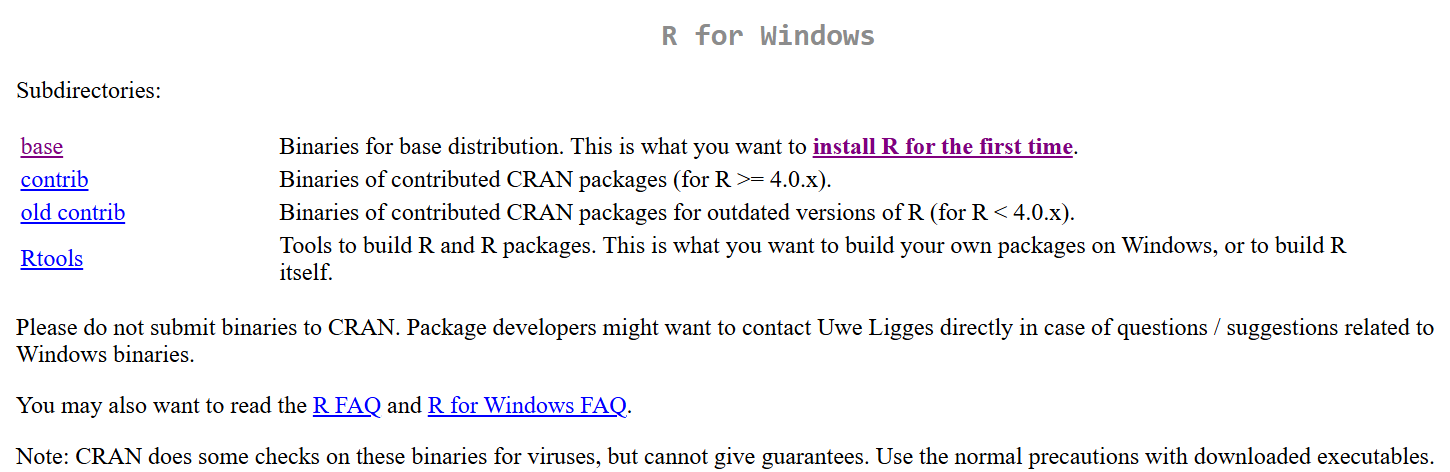 R for Windows
Subdirectories:
base Binaries for base distribution. This is what you want to install R for the first time.
contrib Binaries of contributed CRAN packages (for R >= 4.0.x).
old contrib Binaries of contributed CRAN packages for outdated versions of R (for R < 4.0.x).
Rtools Tools to build R and R packages. This is what you want to build your own packages on Windows, or to build R
itself.
Please do not submit binaries to CRAN. Package developers might want to contact Uwe Ligges directly in case of questions / suggestions related to
Windows binaries.
You may also want to read the R FAQ and R for Windows FAQ.
Note: CRAN does some checks on these binaries for viruses, but cannot give guarantees. Use the normal precautions with downloaded executables.